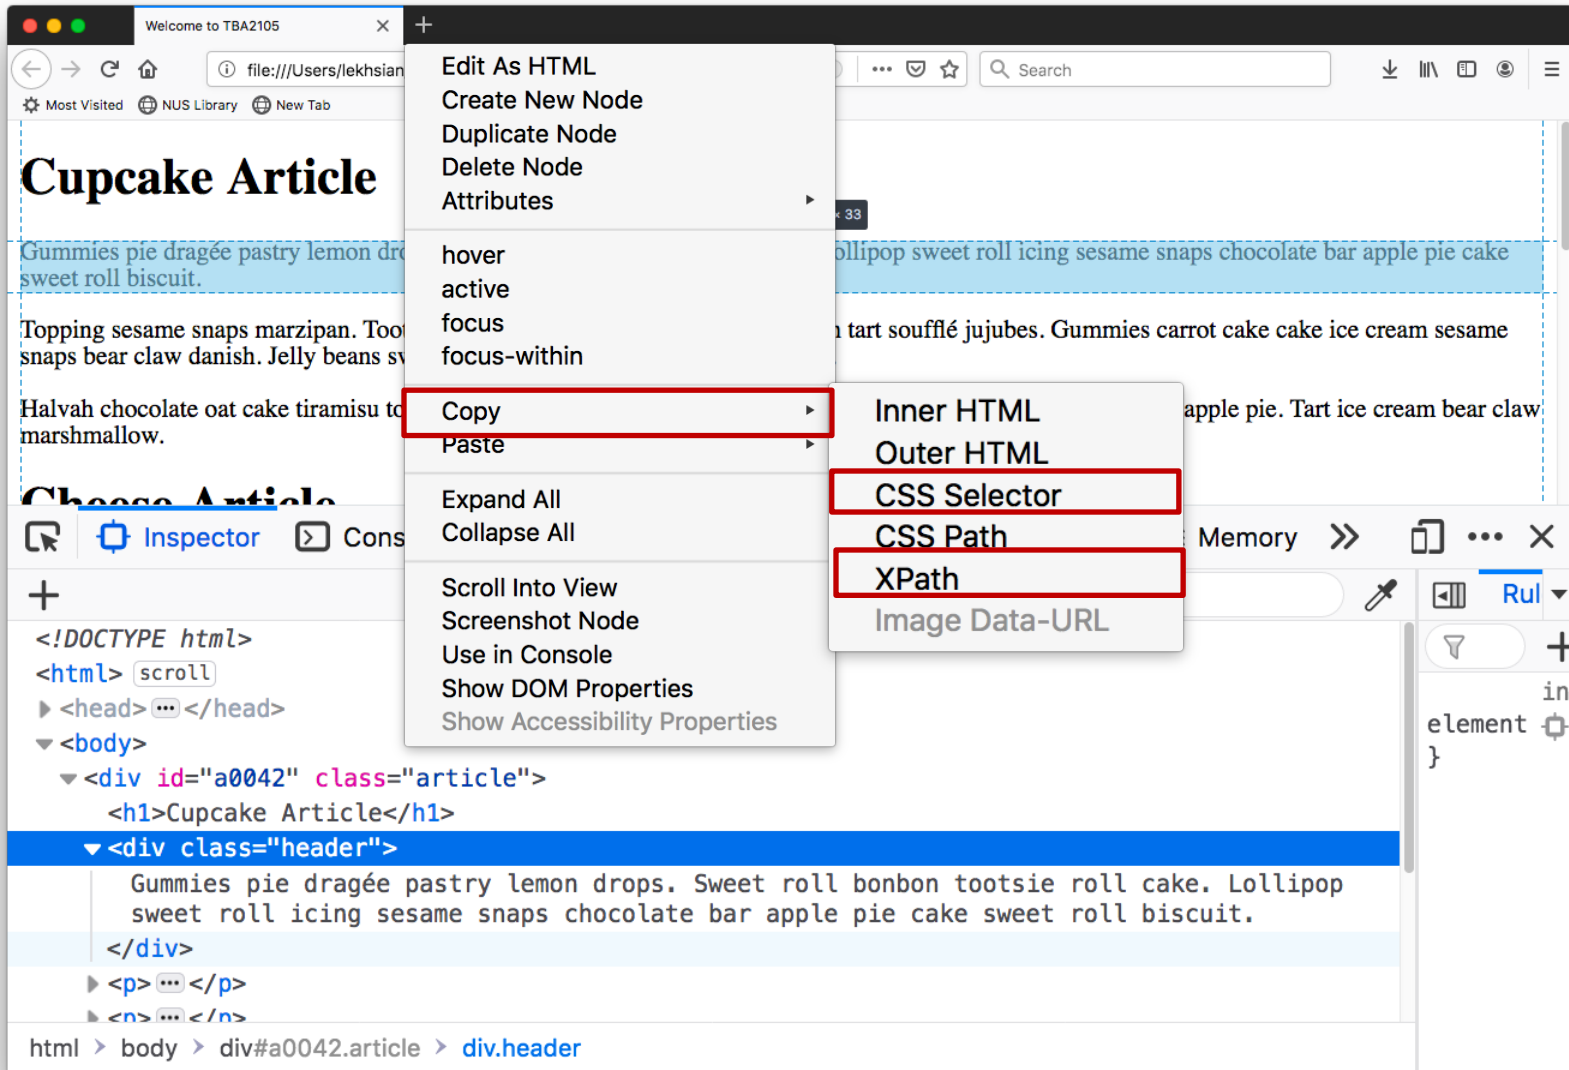 Welcome to TBA2105
file:///Users/lekhsian
Search
Most Visited NUS Library New Tab
Cupcake Article
× 33
Gummies pie dragée pastry lemon dro
ollipop sweet roll icing sesame snaps chocolate bar apple pie cake
sweet roll biscuit.
Topping sesame snaps marzipan. Toot
tart soufflé jujubes. Gummies carrot cake cake ice cream sesame
snaps bear claw danish. Jelly beans sw
Halvah chocolate oat cake tiramisu to
apple pie. Tart ice cream bear claw
marshmallow.
Cheese Article
Edit As HTML
Create New Node
Duplicate Node
Delete Node
Attributes
hover
active
focus
focus-within
Copy
Paste
Expand All
Collapse All
Scroll Into View
Screenshot Node
Use in Console
Show DOM Properties
Show Accessibility Properties
Inner HTML
Outer HTML
CSS Selector
CSS Path
XPath
Image Data-URL
Inspector Cons Memory
Rul
in
element
}
<!DOCTYPE html>
<html> scroll
<head> ••• </head>
<body>
<div id="a0042" class="article">
<h1>Cupcake Article</h1>
<div class="header">
Gummies pie dragée pastry lemon drops. Sweet roll bonbon tootsie roll cake. Lollipop
sweet roll icing sesame snaps chocolate bar apple pie cake sweet roll biscuit.
</div>
<p> ••• </p>
<p> ••• </p>
html > body > div#a0042.article > div.header